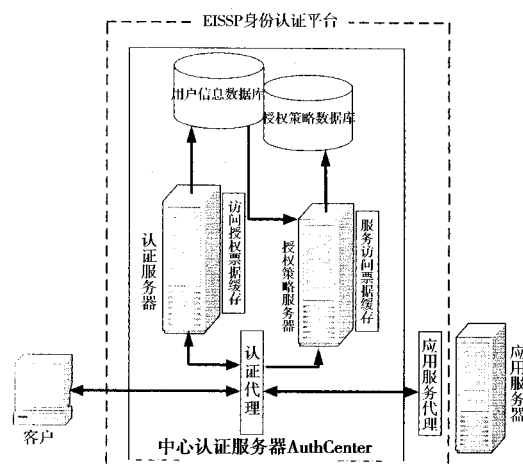 EISSP身份认证平台
用户信息数据库
授权策略数据库
认证服务器
访问授权票据缓存
授权策略服务器
服务访问票据缓存
认证代理
应用服务代理
应用服务器
客户
中心认证服务器AuthCenter